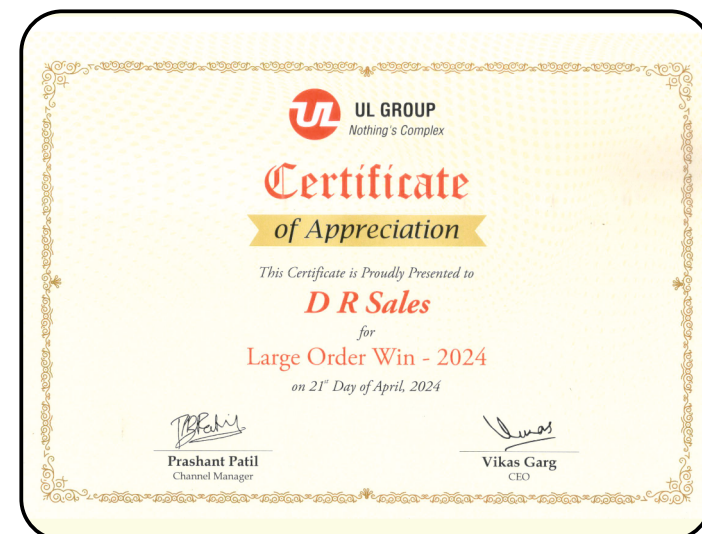 UL
UL GROUP
Nothing's Complex
Certificate
of Appreciation
This Certificate is Proudly Presented to
D R Sales
for
Large Order Win - 2024
on 21st Day of April, 2024
Prashant Patil
Vikas Garg
Channel Manager
CEO